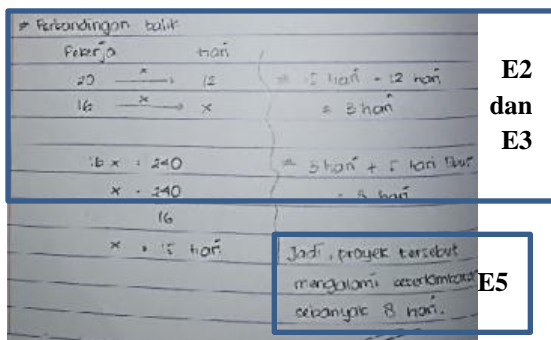 * Perbandingan balik
Pekerja hari
20 x → 12
16 x → x
16 x = 240
x = 240
16
x = 15 hari
= 15 hari - 12 hari
= 3 hari
= 3 hari + 5 hari libur
= 8 hari
Jadi, proyek tersebut
mengalami keterlambatan
sebanyak 8 hari.
E2
dan
E3
E5